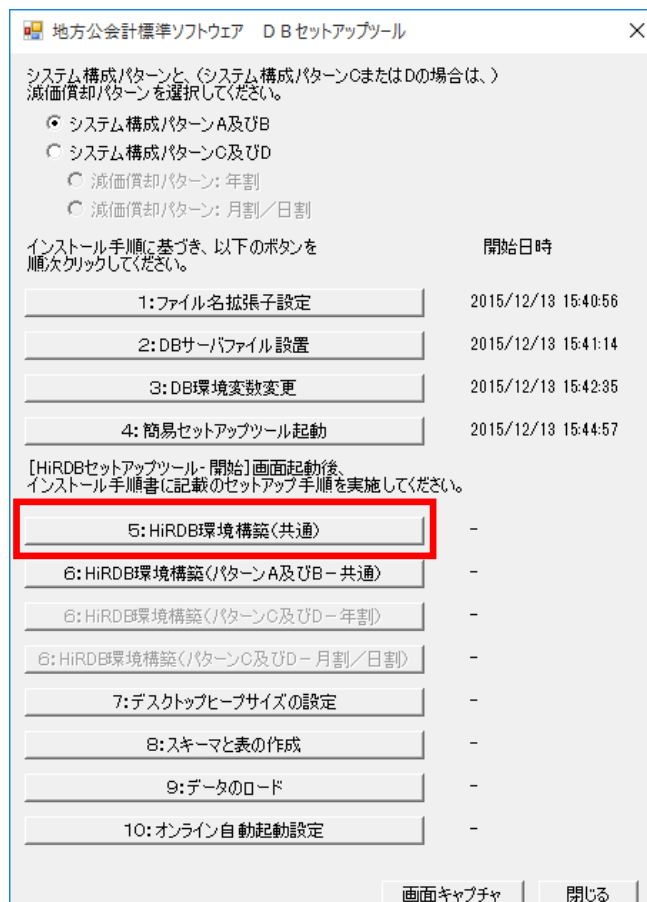 地方公会計標準ソフトウェア　ＤＢセットアップツール
システム構成パターンと、(システム構成パターンCまたはDの場合は、)
減価償却パターンを選択してください。
システム構成パターンA及びB
システム構成パターンC及びD
減価償却パターン：年割
減価償却パターン：月割／日割
インストール手順に基づき、以下のボタンを
順次クリックしてください。
開始日時
1：ファイル名拡張子設定 2015/12/13 15:40:56
2：DBサーバファイル設置 2015/12/13 15:41:14
3：DB環境変数変更 2015/12/13 15:42:35
4：簡易セットアップツール起動 2015/12/13 15:44:57
[HiRDBセットアップツール-開始]画面起動後、
インストール手順書に記載のセットアップ手順を実施してください。
5：HiRDB環境構築(共通) -
6：HiRDB環境構築(パターンA及びB－共通) -
6：HiRDB環境構築(パターンC及びD－年割) -
6：HiRDB環境構築(パターンC及びD－月割／日割) -
7：デスクトップヒープサイズの設定 -
8：スキーマと表の作成 -
9：データのロード -
10：オンライン自動起動設定 -
画面キャプチャ 閉じる